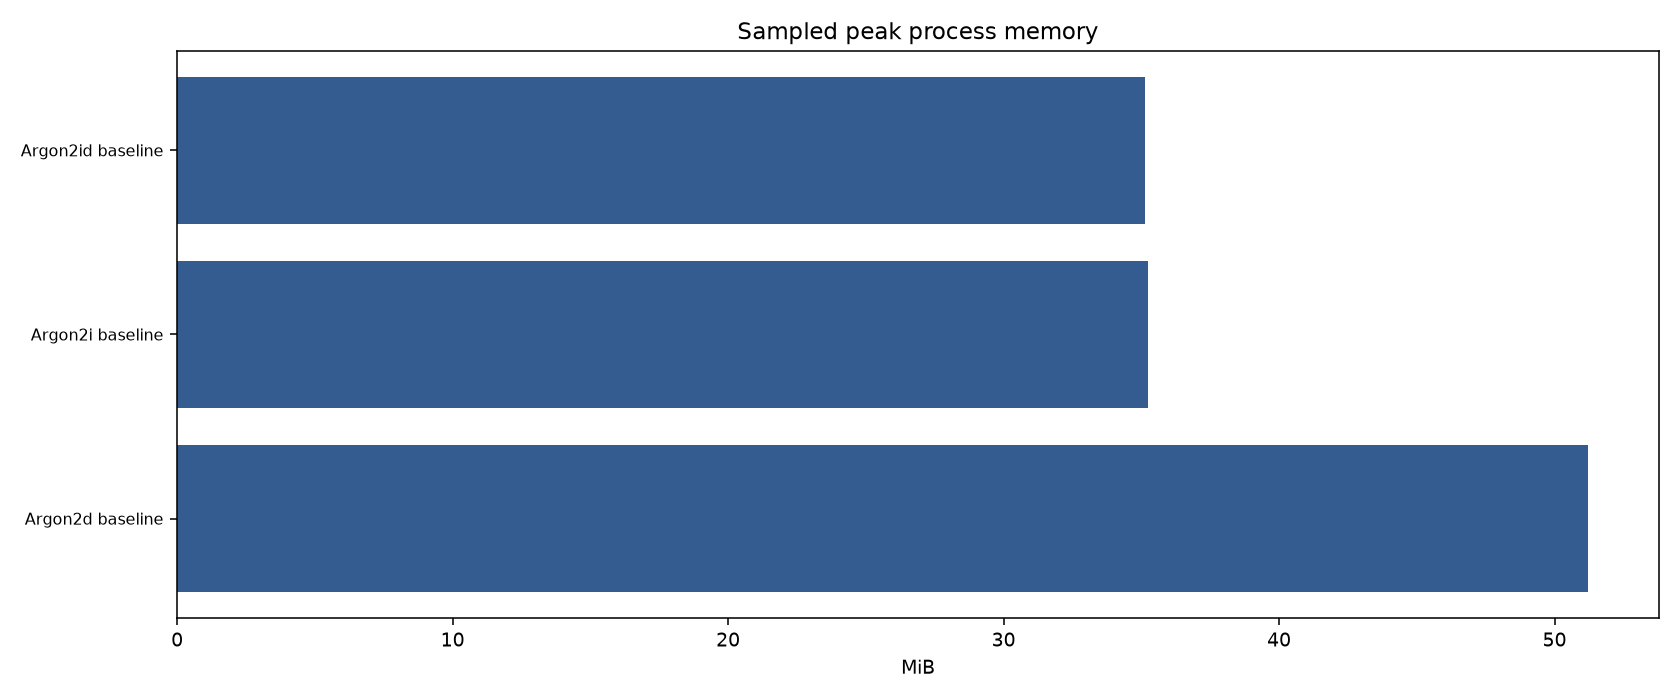 Sampled peak process memory
Argon2id baseline
Argon2i baseline
Argon2d baseline
0 10 20 30 40 50
MiB